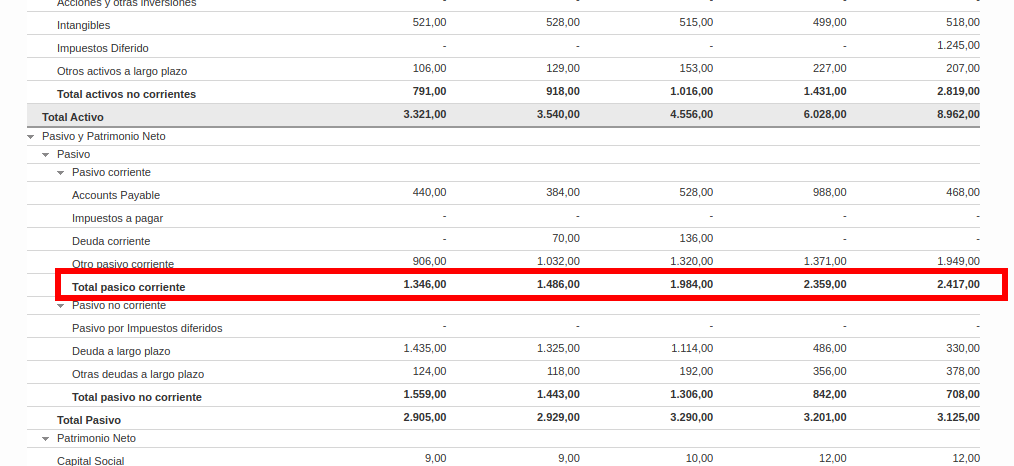 Acciones y otras inversiones - - - - -
Intangibles 521,00 528,00 515,00 499,00 518,00
Impuestos Diferido - - - - 1.245,00
Otros activos a largo plazo 106,00 129,00 153,00 227,00 207,00
Total activos no corrientes 791,00 918,00 1.016,00 1.431,00 2.819,00
Total Activo 3.321,00 3.540,00 4.556,00 6.028,00 8.962,00
Pasivo y Patrimonio Neto
Pasivo
Pasivo corriente
Accounts Payable 440,00 384,00 528,00 988,00 468,00
Impuestos a pagar - - - - -
Deuda corriente - 70,00 136,00 - -
Otro pasivo corriente 906,00 1.032,00 1.320,00 1.371,00 1.949,00
Total pasico corriente 1.346,00 1.486,00 1.984,00 2.359,00 2.417,00
Pasivo no corriente
Pasivo por Impuestos diferidos - - - - -
Deuda a largo plazo 1.435,00 1.325,00 1.114,00 486,00 330,00
Otras deudas a largo plazo 124,00 118,00 192,00 356,00 378,00
Total pasivo no corriente 1.559,00 1.443,00 1.306,00 842,00 708,00
Total Pasivo 2.905,00 2.929,00 3.290,00 3.201,00 3.125,00
Patrimonio Neto
Capital Social 9,00 9,00 10,00 12,00 12,00